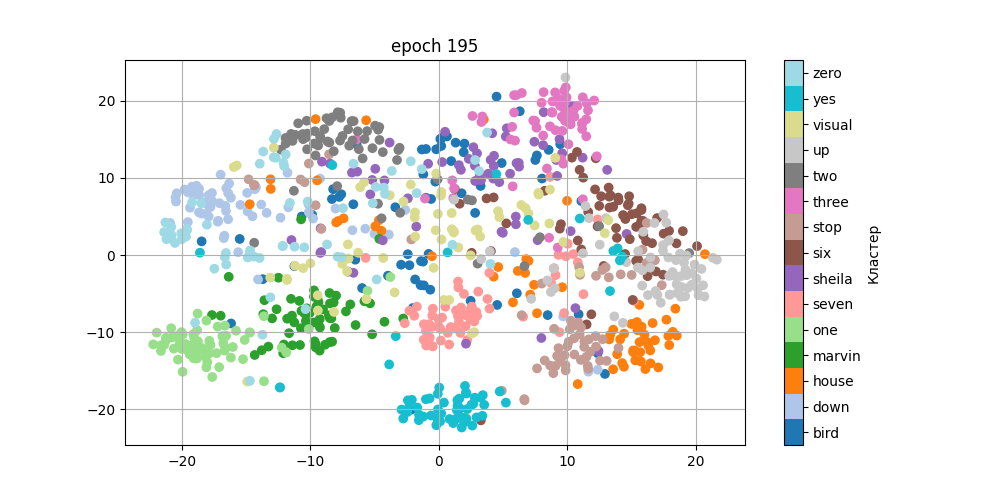 epoch 195
20
10
0
−10
−20
−20
−10
0
10
20
zero
yes
visual
up
two
three
stop
six
sheila
seven
one
marvin
house
down
bird
Кластер